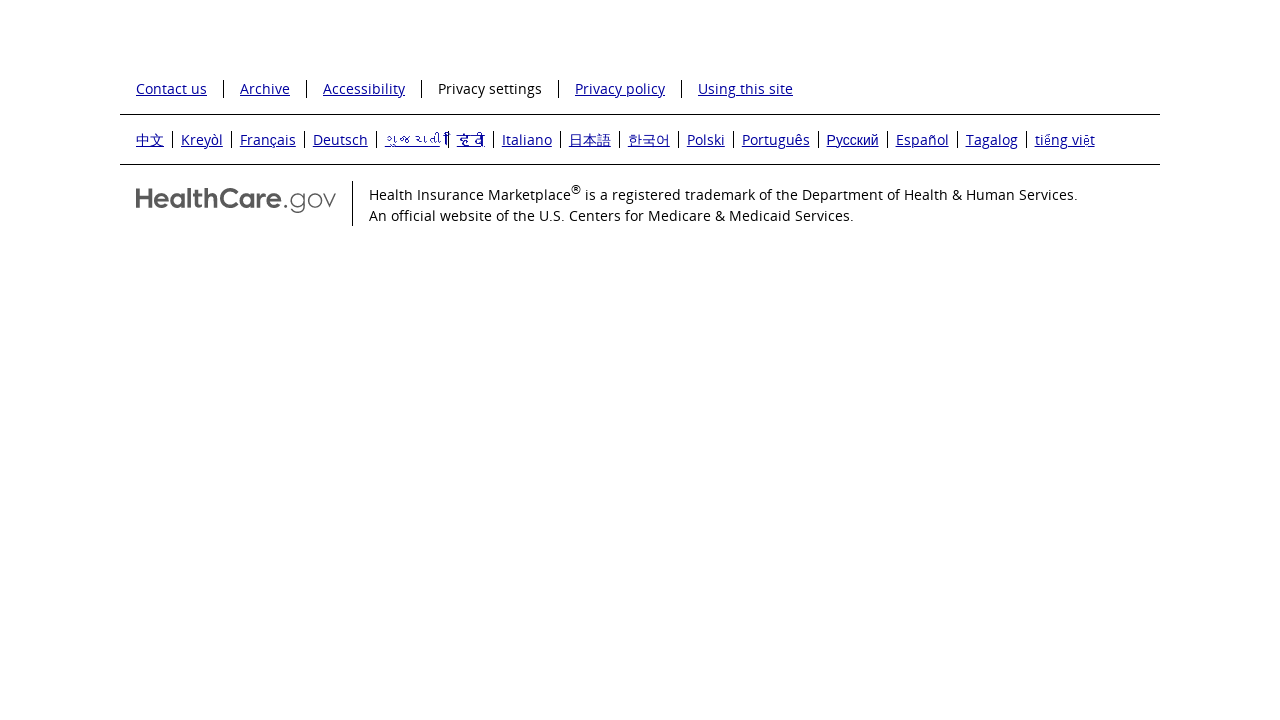 Contact us Archive Accessibility Privacy settings Privacy policy Using this site
中文 Kreyòl Français Deutsch ગુજરાતી हिंदी Italiano 日本語 한국어 Polski Português Русский Español Tagalog tiếng việt
HealthCare.gov
Health Insurance Marketplace® is a registered trademark of the Department of Health & Human Services.
An official website of the U.S. Centers for Medicare & Medicaid Services.